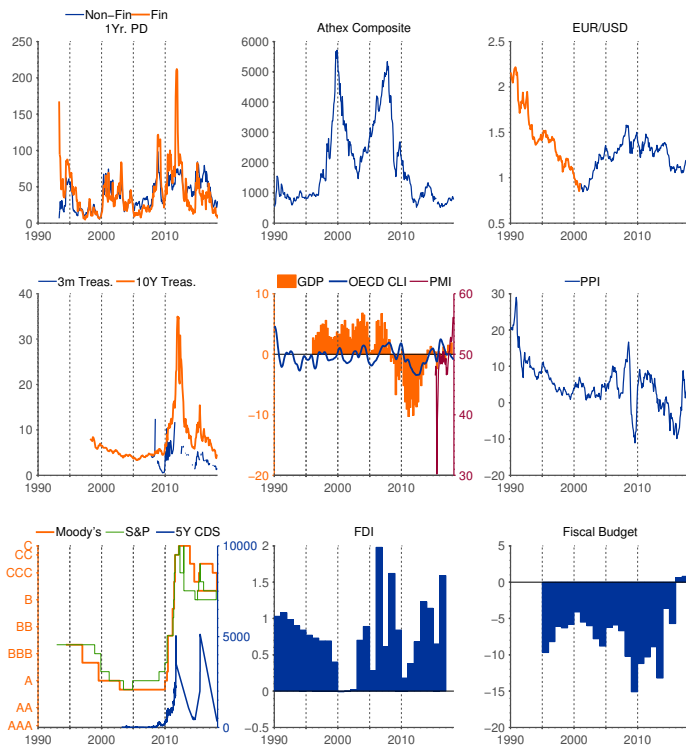 Non−Fin Fin
1Yr. PD
250
200
150
100
50
0
1990 2000 2010
Athex Composite
6000
5000
4000
3000
2000
1000
0
1990 2000 2010
EUR/USD
2.5
2
1.5
1
0.5
1990 2000 2010
3m Treas. 10Y Treas.
40
30
20
10
0
1990 2000 2010
GDP OECD CLI PMI
10
0
−10
−20
60
50
40
30
1990 2000 2010
PPI
30
20
10
0
−10
−20
1990 2000 2010
Moody's S&P 5Y CDS
C
CC
CCC
B
BB
BBB
A
AA
AAA
10000
5000
0
1990 2000 2010
FDI
2
1.5
1
0.5
0
−0.5
1990 2000 2010
Fiscal Budget
5
0
−5
−10
−15
−20
1990 2000 2010